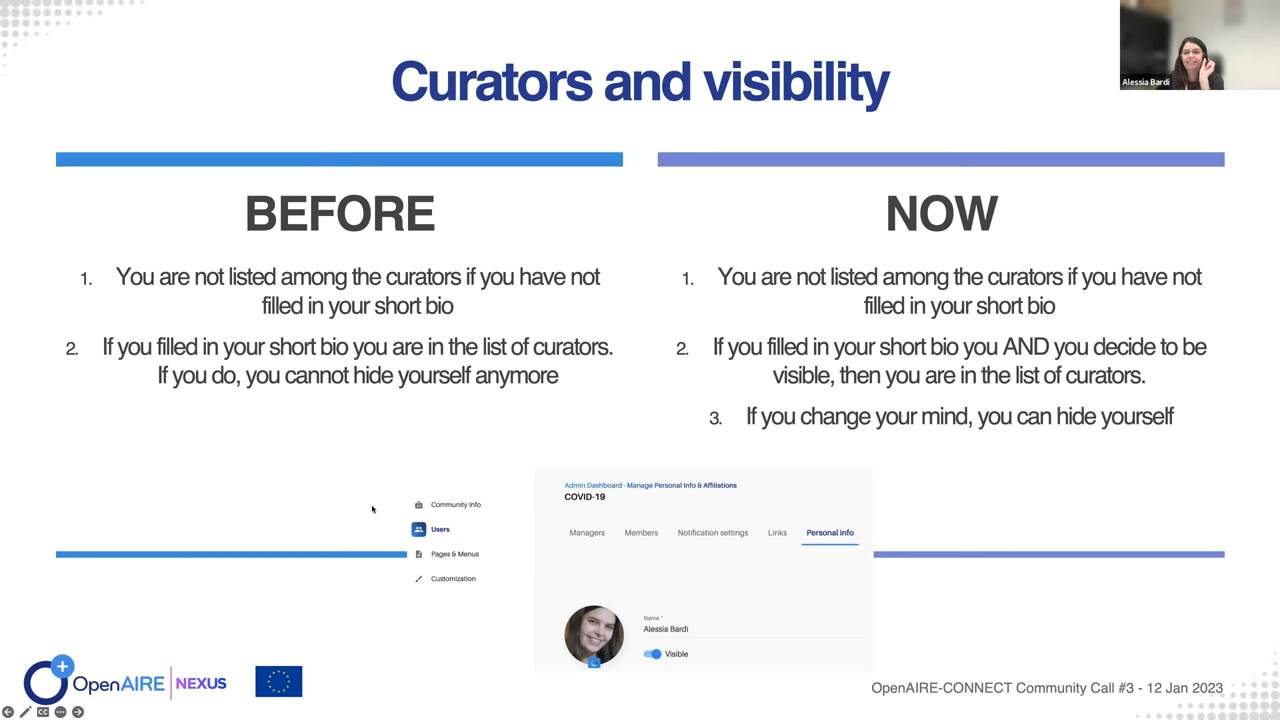 Alessia Bardi
Curators and visibility
BEFORE
1. You are not listed among the curators if you have not
filled in your short bio
2. If you filled in your short bio you are in the list of curators.
If you do, you cannot hide yourself anymore
NOW
1. You are not listed among the curators if you have not
filled in your short bio
2. If you filled in your short bio you AND you decide to be
visible, then you are in the list of curators.
3. If you change your mind, you can hide yourself
Community Info
Users
Pages & Menus
Customization
Admin Dashboard - Manage Personal Info & Affiliations
COVID-19
Managers Members Notification settings Links Personal info
Name *
Alessia Bardi
Visible
OpenAIRE NEXUS
OpenAIRE-CONNECT Community Call #3 - 12 Jan 2023
CC